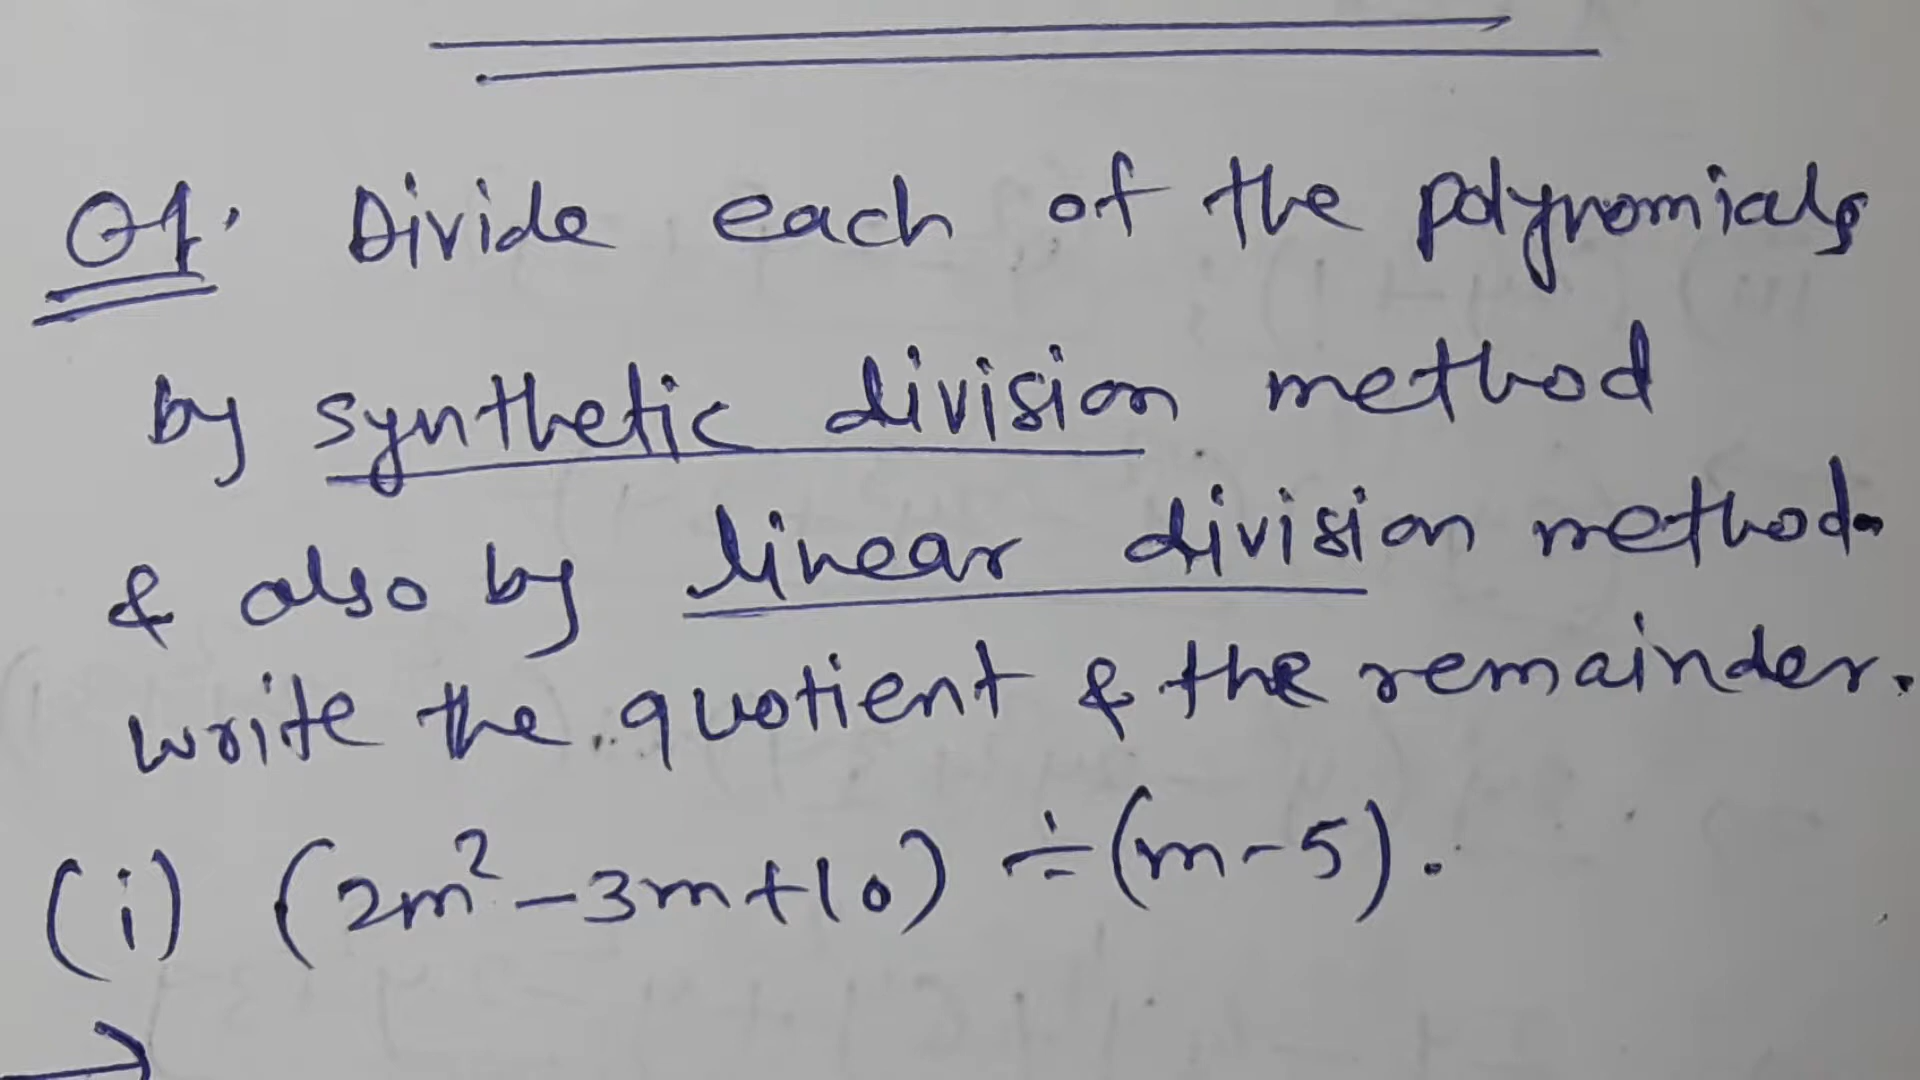 Q1. Divide each of the polynomials
by synthetic division method
& also by linear division method.
write the quotient & the remainder.
(i) (2m²-3m+10) ÷ (m-5).
→